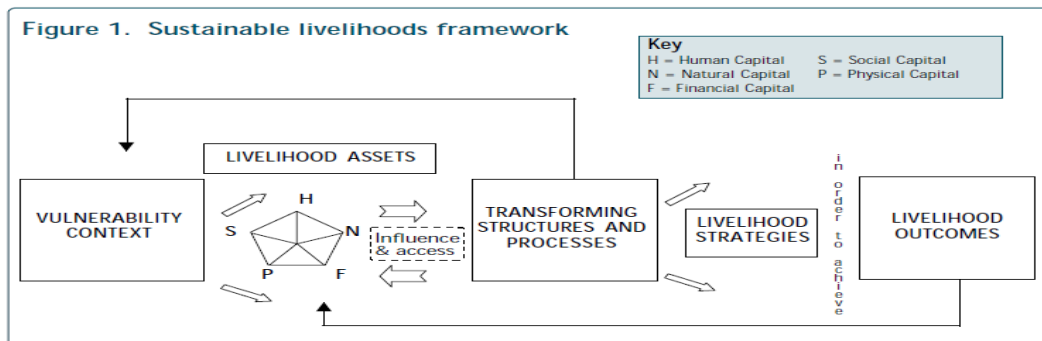 Figure 1. Sustainable livelihoods framework
Key
H = Human Capital S = Social Capital
N = Natural Capital P = Physical Capital
F = Financial Capital
LIVELIHOOD ASSETS
VULNERABILITY
CONTEXT
H
S
N
P
F
Influence
& access
TRANSFORMING
STRUCTURES AND
PROCESSES
LIVELIHOOD
STRATEGIES
in order to achieve
LIVELIHOOD
OUTCOMES